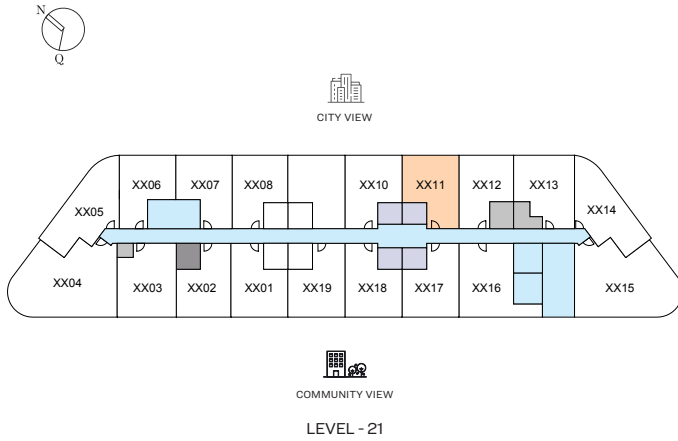 N
Q
CITY VIEW
XX06 XX07 XX08 XX10 XX11 XX12 XX13
XX05 XX14
XX04 XX03 XX02 XX01 XX19 XX18 XX17 XX16 XX15
COMMUNITY VIEW
LEVEL - 21